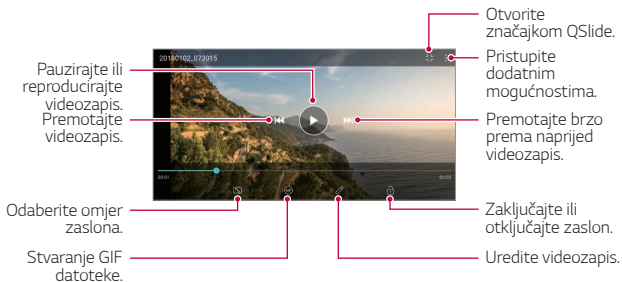 Otvorite
značajkom QSlide.
20180102_073015
Pristupite
dodatnim
mogućnostima.
Pauzirajte ili
reproducirajte
videozapis.
Premotajte
videozapis.
Premotajte brzo
prema naprijed
videozapis.
00:01
00:05
GIF
Odaberite omjer
zaslona.
Zaključajte ili
otključajte zaslon.
Stvaranje GIF
datoteke.
Uredite videozapis.